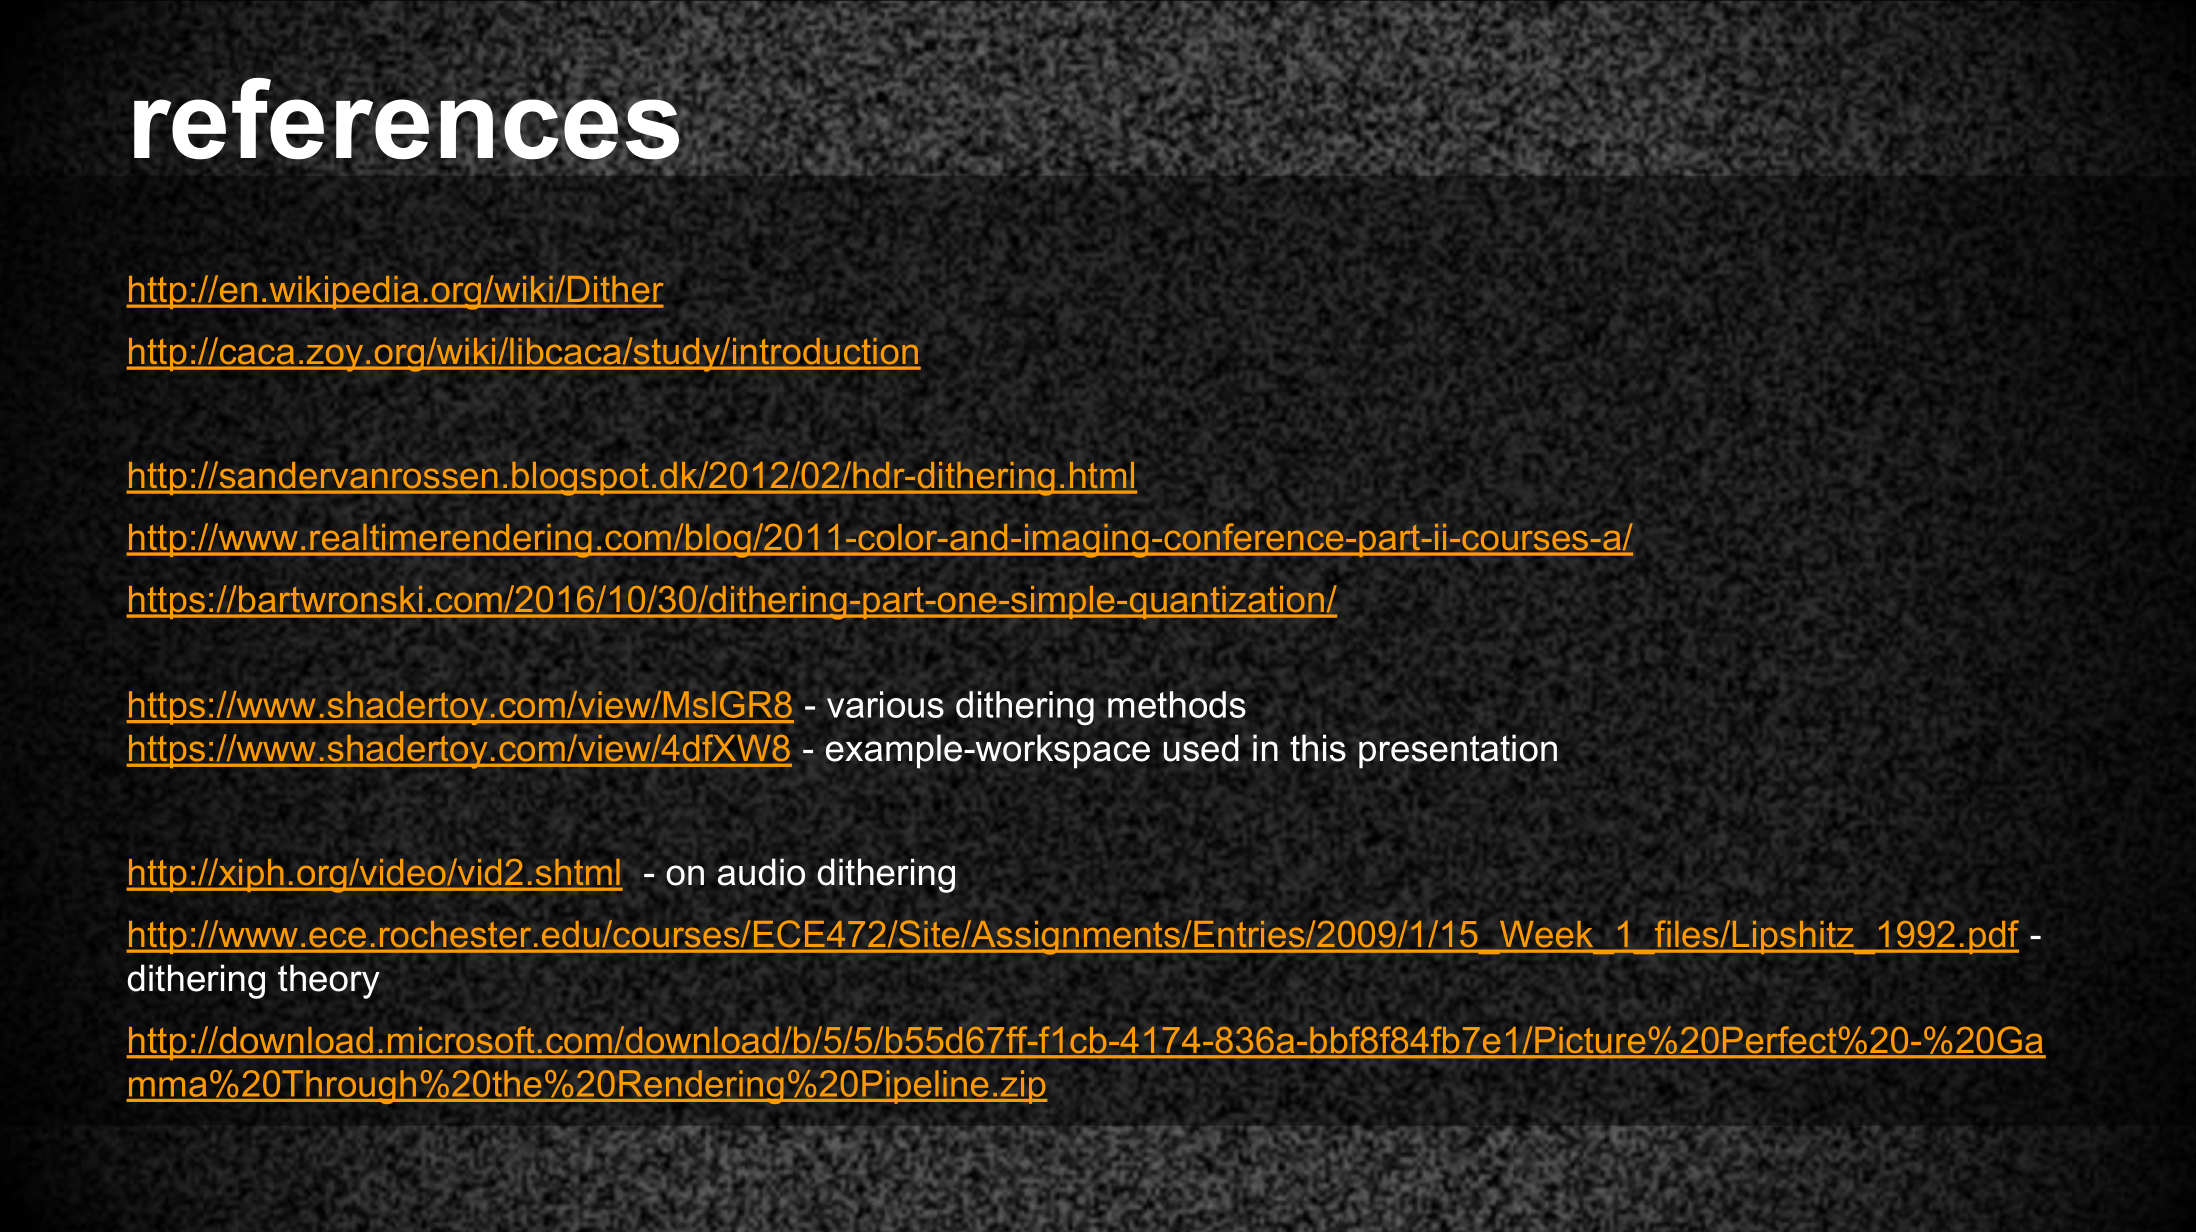 references
http://en.wikipedia.org/wiki/Dither
http://caca.zoy.org/wiki/libcaca/study/introduction
http://sandervanrossen.blogspot.dk/2012/02/hdr-dithering.html
http://www.realtimerendering.com/blog/2011-color-and-imaging-conference-part-ii-courses-a/
https://bartwronski.com/2016/10/30/dithering-part-one-simple-quantization/
https://www.shadertoy.com/view/MslGR8 - various dithering methods
https://www.shadertoy.com/view/4dfXW8 - example-workspace used in this presentation
http://xiph.org/video/vid2.shtml  - on audio dithering
http://www.ece.rochester.edu/courses/ECE472/Site/Assignments/Entries/2009/1/15_Week_1_files/Lipshitz_1992.pdf -
dithering theory
http://download.microsoft.com/download/b/5/5/b55d67ff-f1cb-4174-836a-bbf8f84fb7e1/Picture%20Perfect%20-%20Ga
mma%20Through%20the%20Rendering%20Pipeline.zip